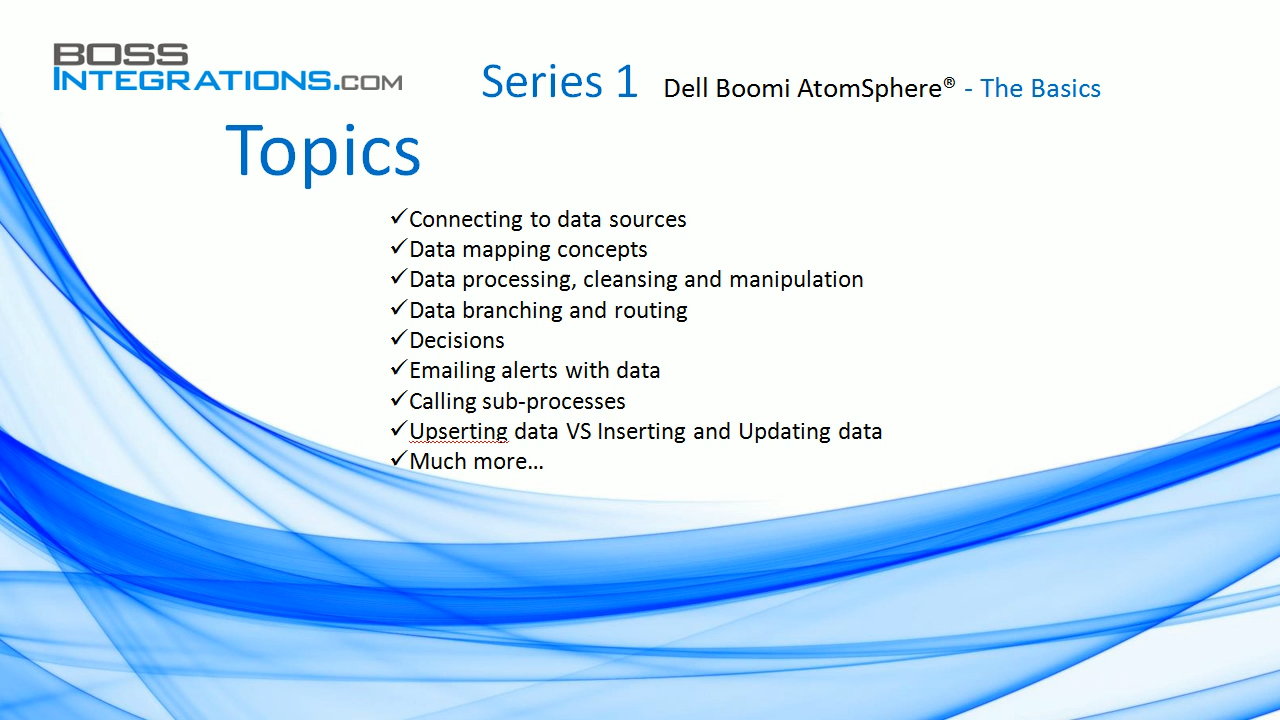 BOSS
INTEGRATIONS.COM
Series 1 Dell Boomi AtomSphere® - The Basics
Topics
✓Connecting to data sources
✓Data mapping concepts
✓Data processing, cleansing and manipulation
✓Data branching and routing
✓Decisions
✓Emailing alerts with data
✓Calling sub-processes
✓Upserting data VS Inserting and Updating data
✓Much more…